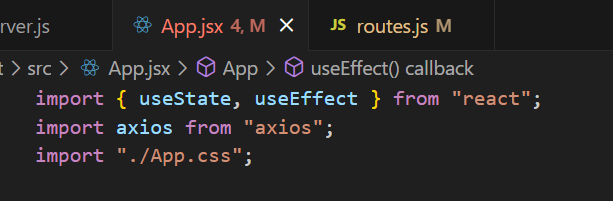 rver.js App.jsx 4, M JS routes.js M
src > App.jsx > App > useEffect() callback
import { useState, useEffect } from "react";
import axios from "axios";
import "./App.css";